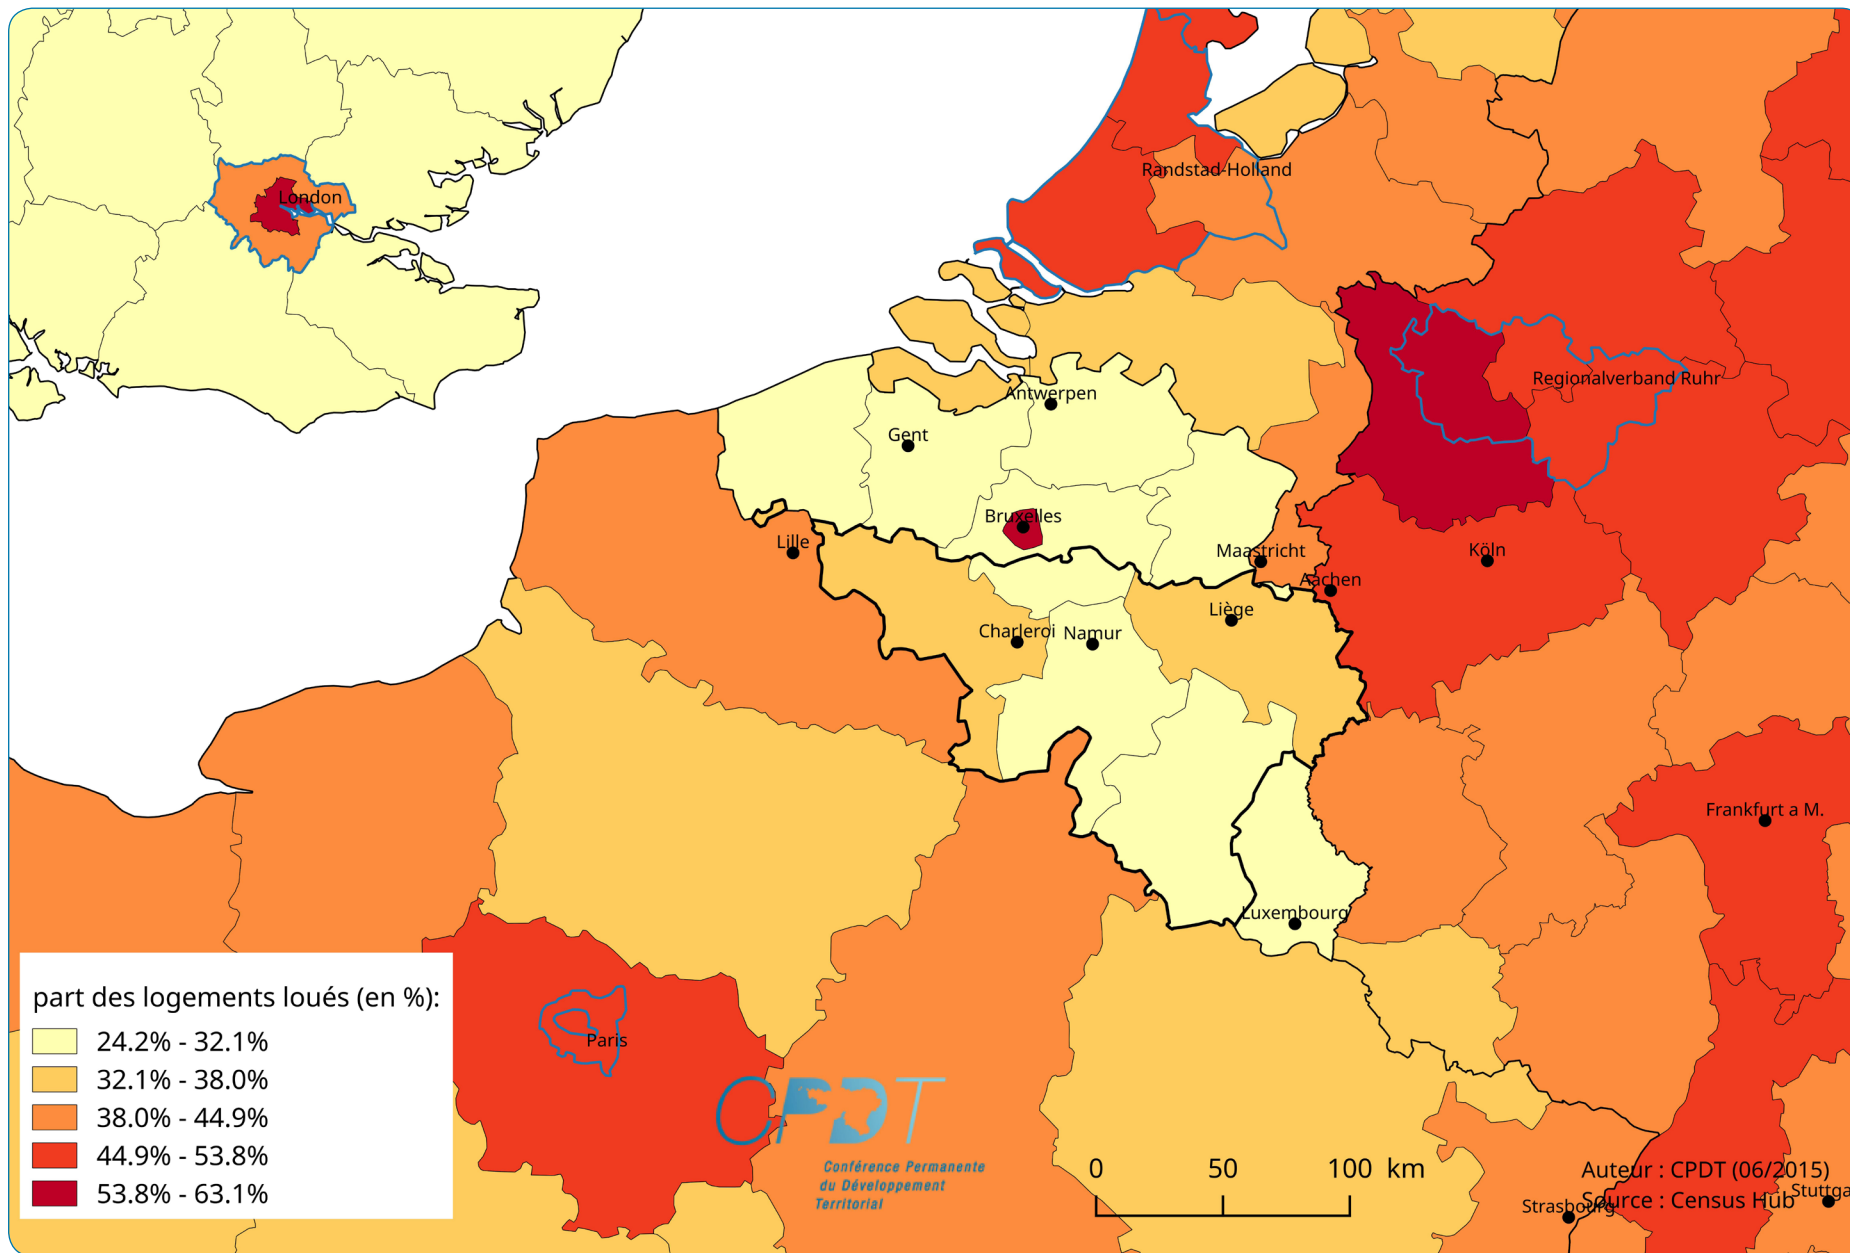 London
Randstad-Holland
Regionalverband Ruhr
Antwerpen
Gent
Bruxelles
Lille
Maastricht
Köln
Aachen
Liège
Charleroi
Namur
Frankfurt a M.
Luxembourg
Paris
part des logements loués (en %):
24.2% - 32.1%
32.1% - 38.0%
38.0% - 44.9%
44.9% - 53.8%
53.8% - 63.1%
CPDT
Conférence Permanente
du Développement
Territorial
0 50 100 km
Auteur : CPDT (06/2015)
Source : Census Hub
Stuttga
Strasbourg